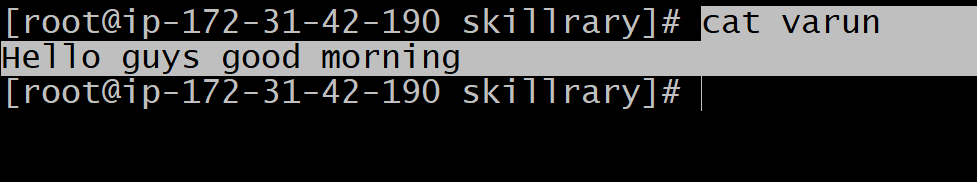 [root@ip-172-31-42-190 skillrary]# cat varun
Hello guys good morning
[root@ip-172-31-42-190 skillrary]#